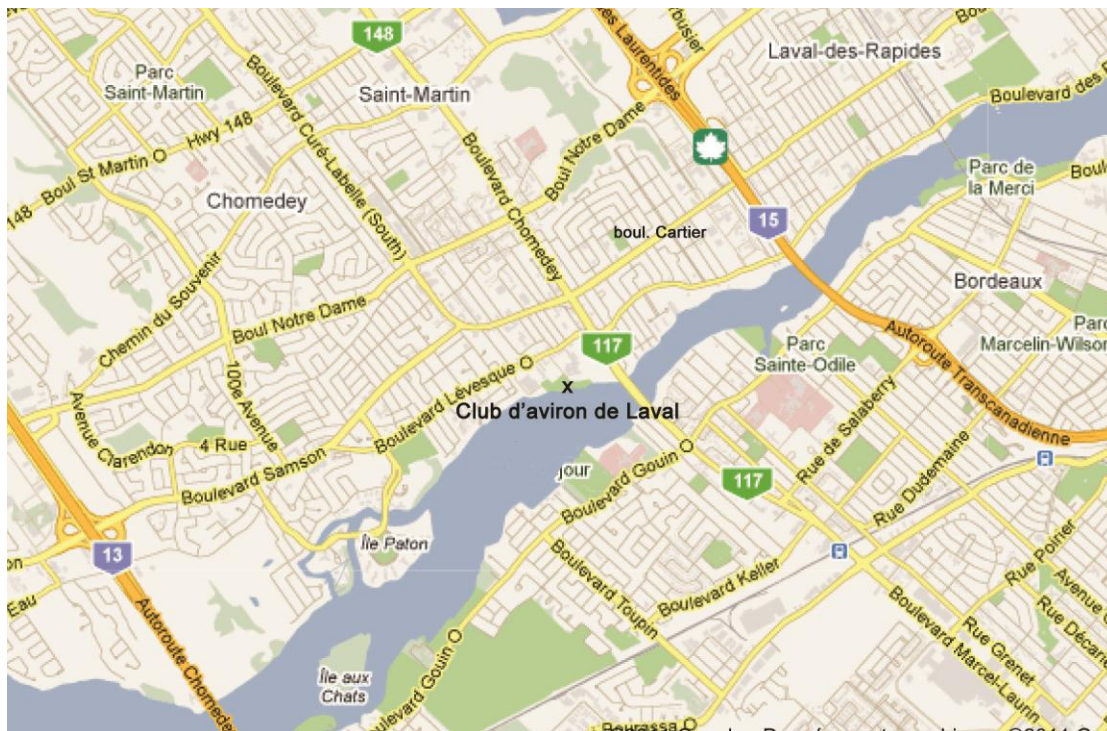 148
des Laurentides
Laval-des-Rapides
Parc
Saint-Martin
Saint-Martin
Boulevard Curé-Labelle (South)
Boulevard Chomedey
Boul Notre Dame
Boulevard des
Hwy 148
Boul St Martin O
148
Chomedey
Parc de
la Merci
boul. Cartier
15
Chemin du Souvenir
Boul Notre Dame
Bordeaux
Autoroute Transcanadienne
Parc
Marcelin-Wilson
117
Parc
Sainte-Odile
100e Avenue
Boulevard Lévesque O
x
Club d'aviron de Laval
Avenue Clarendon
4 Rue
Boulevard Samson
jour
Boulevard Gouin O
Rue de Salaberry
117
Rue Dudemaine
13
Île Paton
Eau
Boulevard Toupin
Boulevard Keller
Rue Poirier
Autoroute Chomedey
Boulevard Gouin O
Île aux
Chats
Boulevard Marcel-Laurin
Rue Grenet